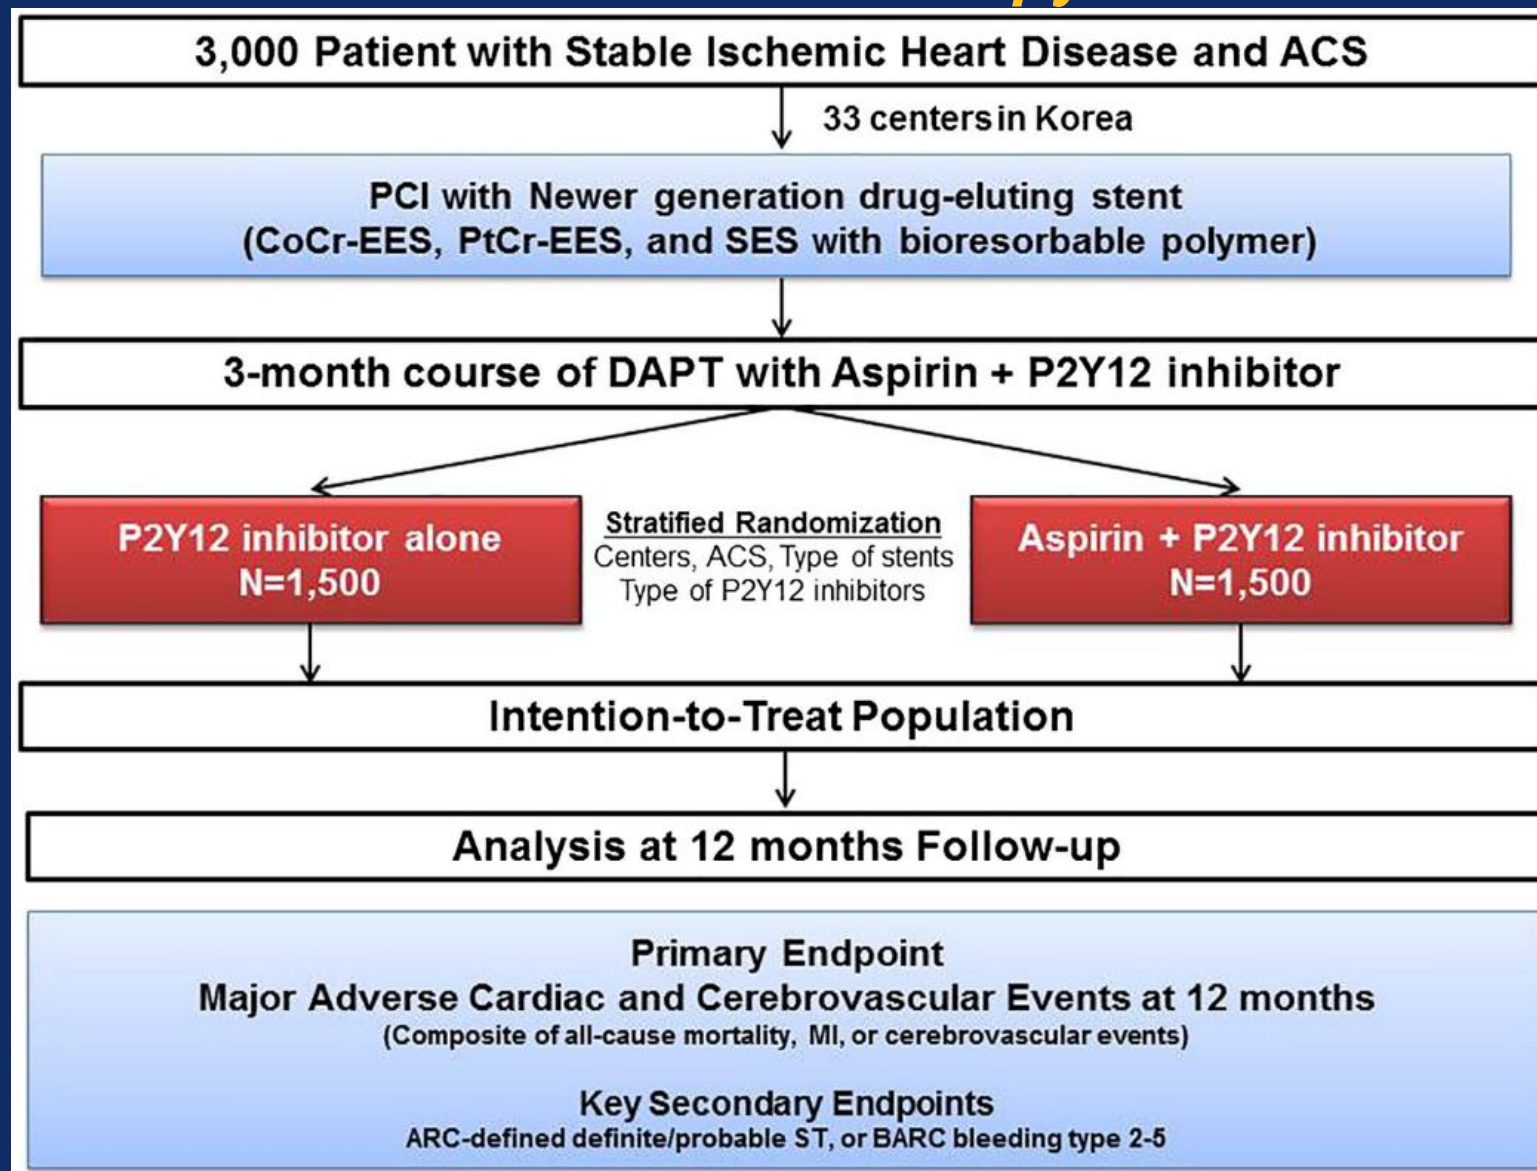 3,000 Patient with Stable Ischemic Heart Disease and ACS
33 centers in Korea
PCI with Newer generation drug-eluting stent
(CoCr-EES, PtCr-EES, and SES with bioresorbable polymer)
3-month course of DAPT with Aspirin + P2Y12 inhibitor
P2Y12 inhibitor alone
N=1,500
Stratified Randomization
Centers, ACS, Type of stents
Type of P2Y12 inhibitors
Aspirin + P2Y12 inhibitor
N=1,500
Intention-to-Treat Population
Analysis at 12 months Follow-up
Primary Endpoint
Major Adverse Cardiac and Cerebrovascular Events at 12 months
(Composite of all-cause mortality, MI, or cerebrovascular events)
Key Secondary Endpoints
ARC-defined definite/probable ST, or BARC bleeding type 2-5